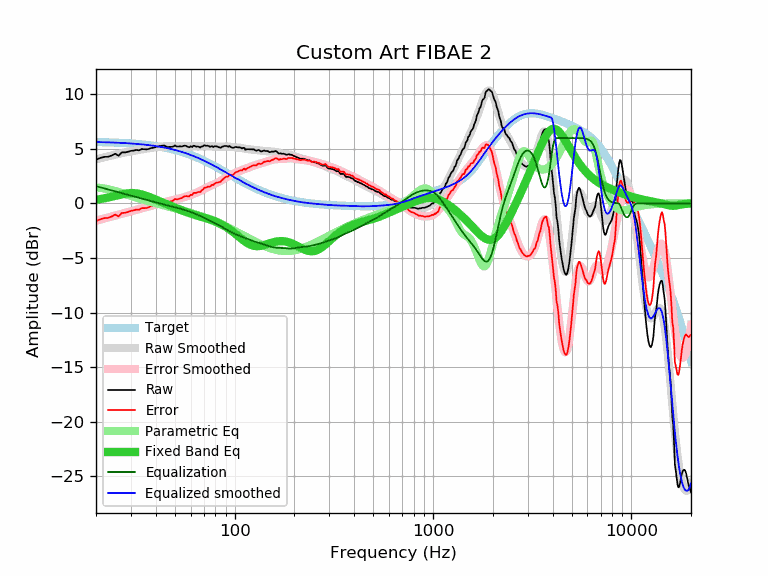 Custom Art FIBAE 2
10
5
0
−5
−10
−15
−20
−25
Amplitude (dBr)
Target
Raw Smoothed
Error Smoothed
Raw
Error
Parametric Eq
Fixed Band Eq
Equalization
Equalized smoothed
100
1000
10000
Frequency (Hz)